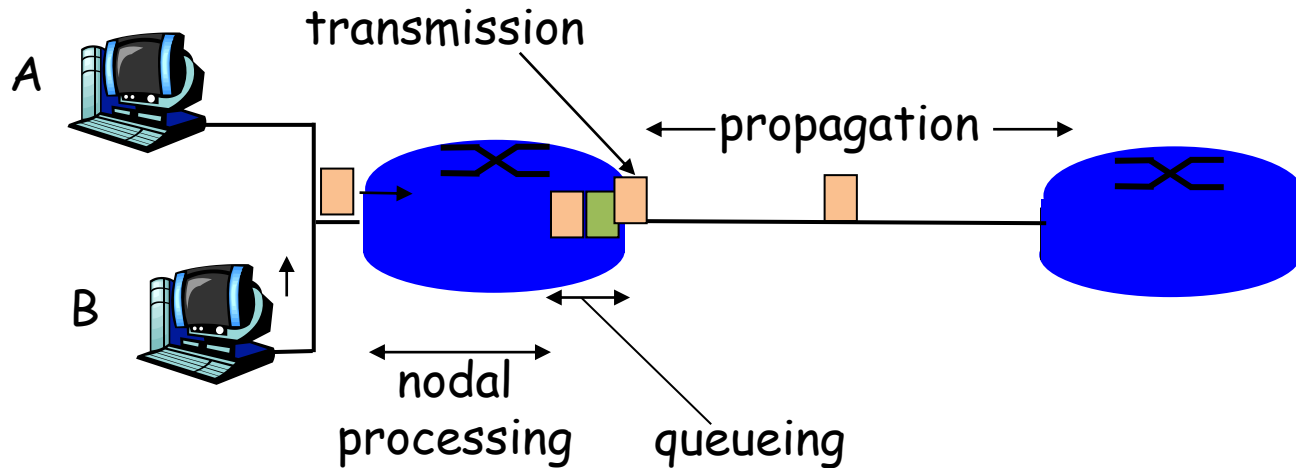 transmission
A
propagation
B
nodal
processing
queueing